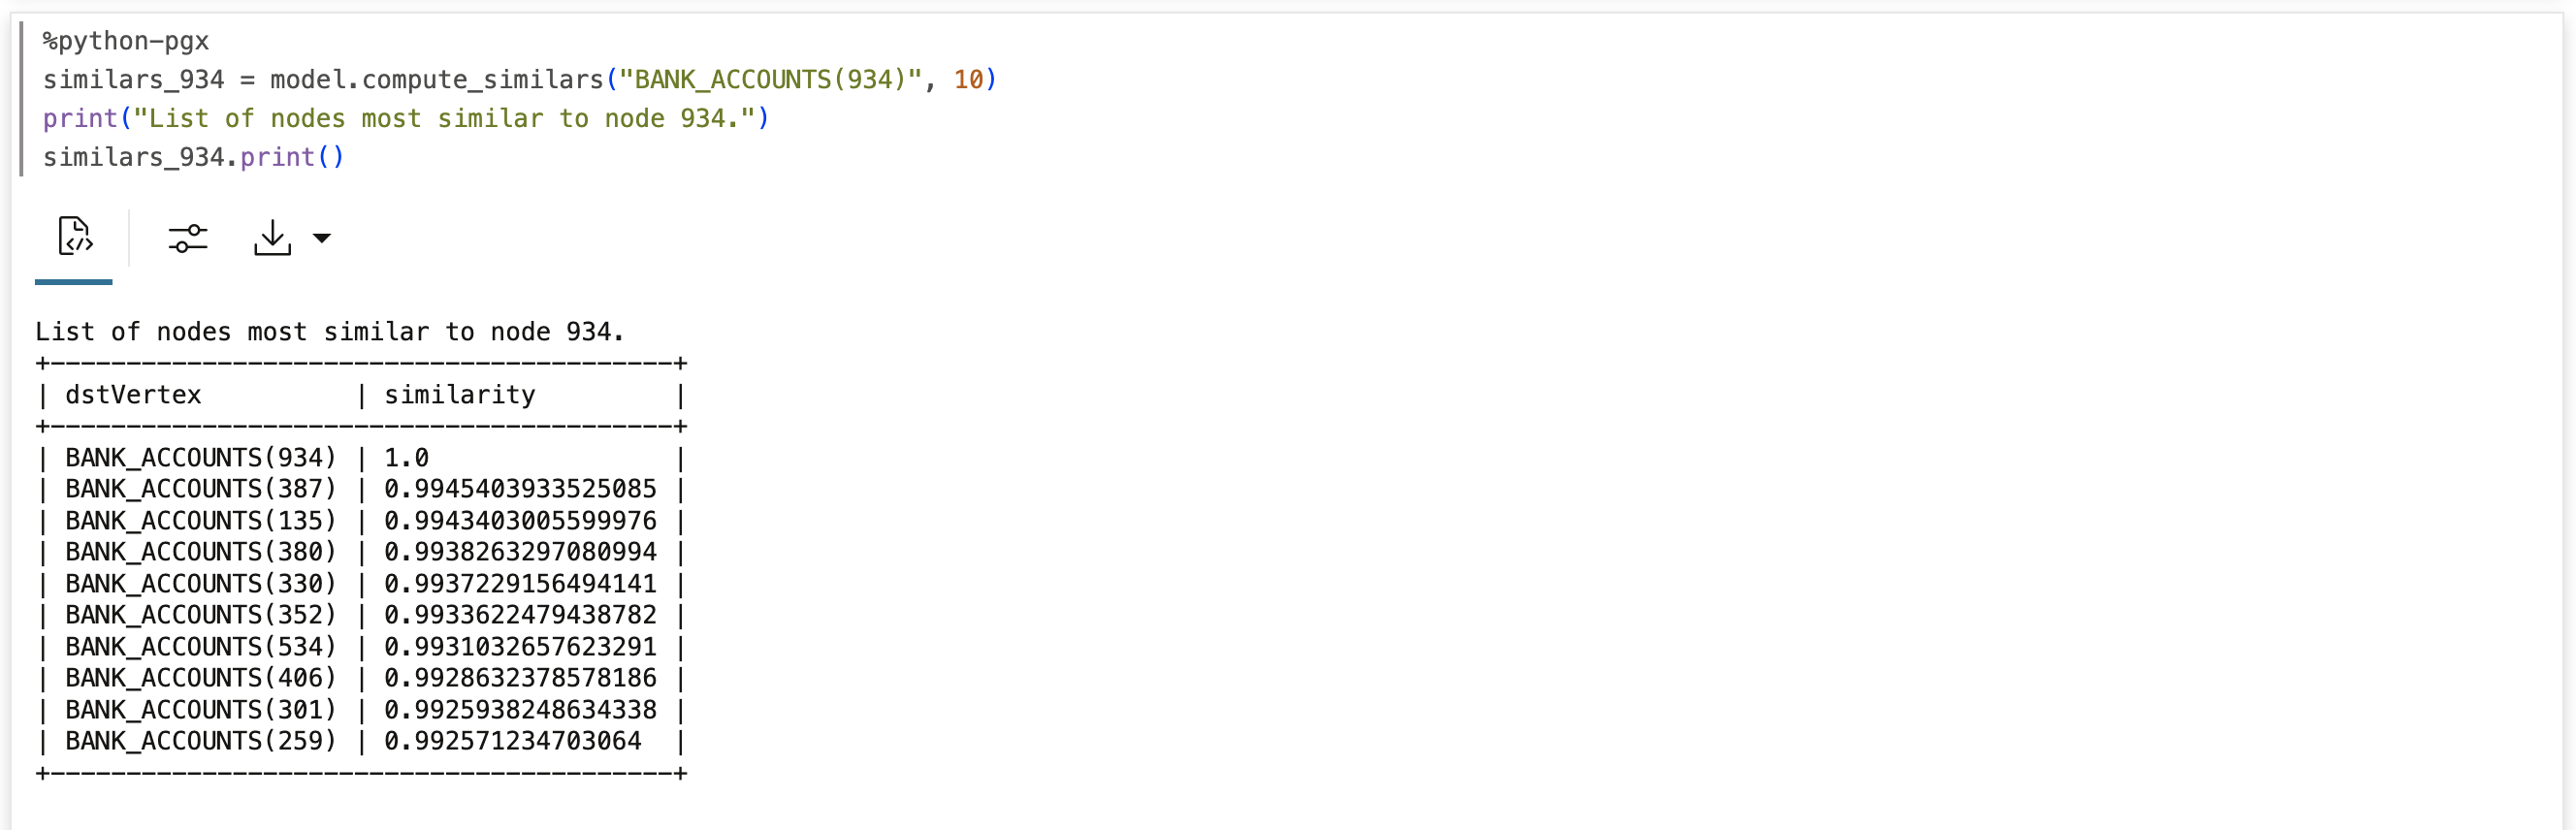 %python-pgx
similars_934 = model.compute_similars("BANK_ACCOUNTS(934)", 10)
print("List of nodes most similar to node 934.")
similars_934.print()
List of nodes most similar to node 934.
+-----------------------------------------+
| dstVertex          | similarity         |
+-----------------------------------------+
| BANK_ACCOUNTS(934) | 1.0                |
| BANK_ACCOUNTS(387) | 0.9945403933525085 |
| BANK_ACCOUNTS(135) | 0.9943403005599976 |
| BANK_ACCOUNTS(380) | 0.9938263297080994 |
| BANK_ACCOUNTS(330) | 0.9937229156494141 |
| BANK_ACCOUNTS(352) | 0.9933622479438782 |
| BANK_ACCOUNTS(534) | 0.9931032657623291 |
| BANK_ACCOUNTS(406) | 0.9928632378578186 |
| BANK_ACCOUNTS(301) | 0.9925938248634338 |
| BANK_ACCOUNTS(259) | 0.992571234703064  |
+-----------------------------------------+